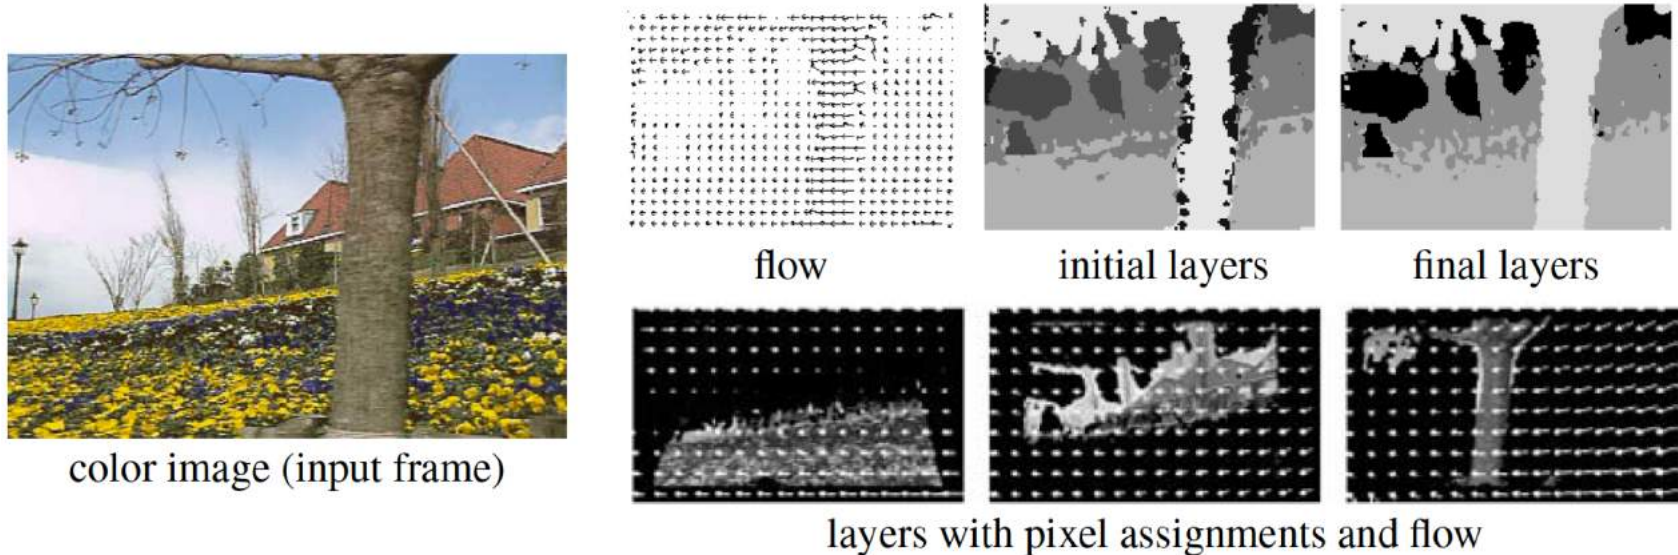 flow
initial layers
final layers
color image (input frame)
layers with pixel assignments and flow